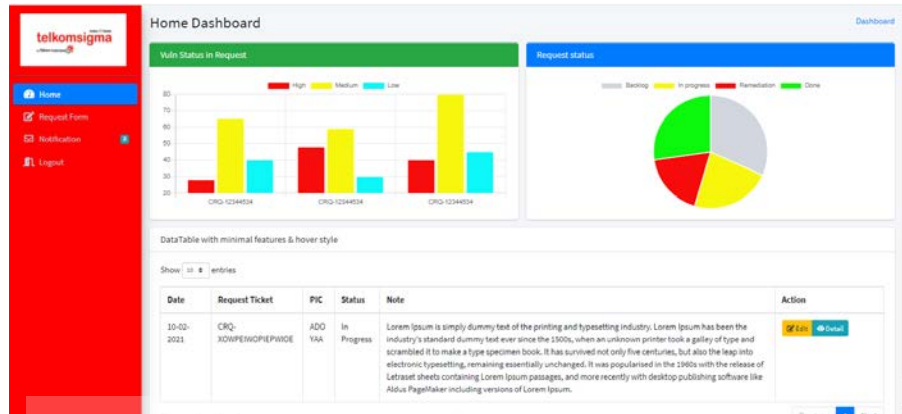 telkomsigma
Home Dashboard
Dashboard
Home
Request Form
Notification
Logout
Vuln Status in Request
High Medium Low
80
70
60
50
40
30
20
CRQ-12344534 CRQ-12344534 CRQ-12344534
Request status
Backlog In progress Remediation Done
DataTable with minimal features & hover style
Show 10 entries
Date Request Ticket PIC Status Note Action
10-02-
2021
CRQ-
XOWPEIWOPIEPWIOE
ADO
YAA
In
Progress
Lorem Ipsum is simply dummy text of the printing and typesetting industry. Lorem Ipsum has been the
industry's standard dummy text ever since the 1500s, when an unknown printer took a galley of type and
scrambled it to make a type specimen book. It has survived not only five centuries, but also the leap into
electronic typesetting, remaining essentially unchanged. It was popularised in the 1960s with the release of
Letraset sheets containing Lorem Ipsum passages, and more recently with desktop publishing software like
Aldus PageMaker including versions of Lorem Ipsum.
Edit Detail